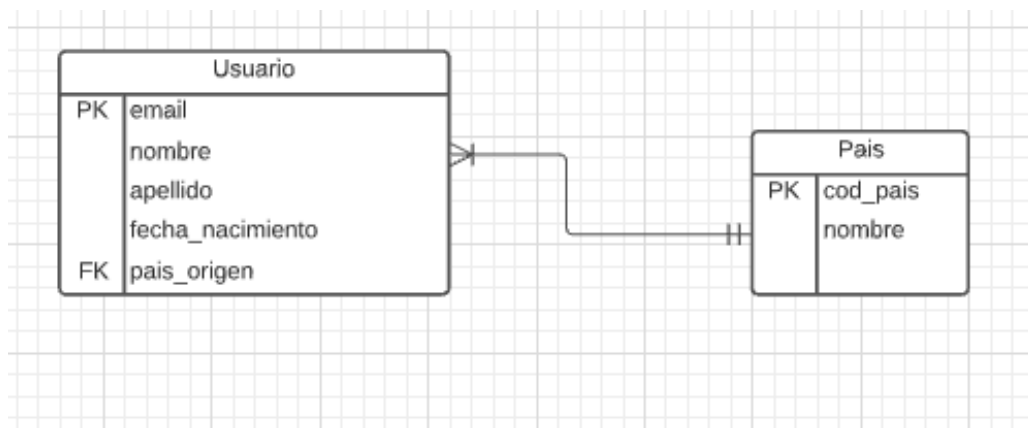 Usuario
PK email
nombre
apellido
fecha_nacimiento
FK pais_origen
Pais
PK cod_pais
nombre